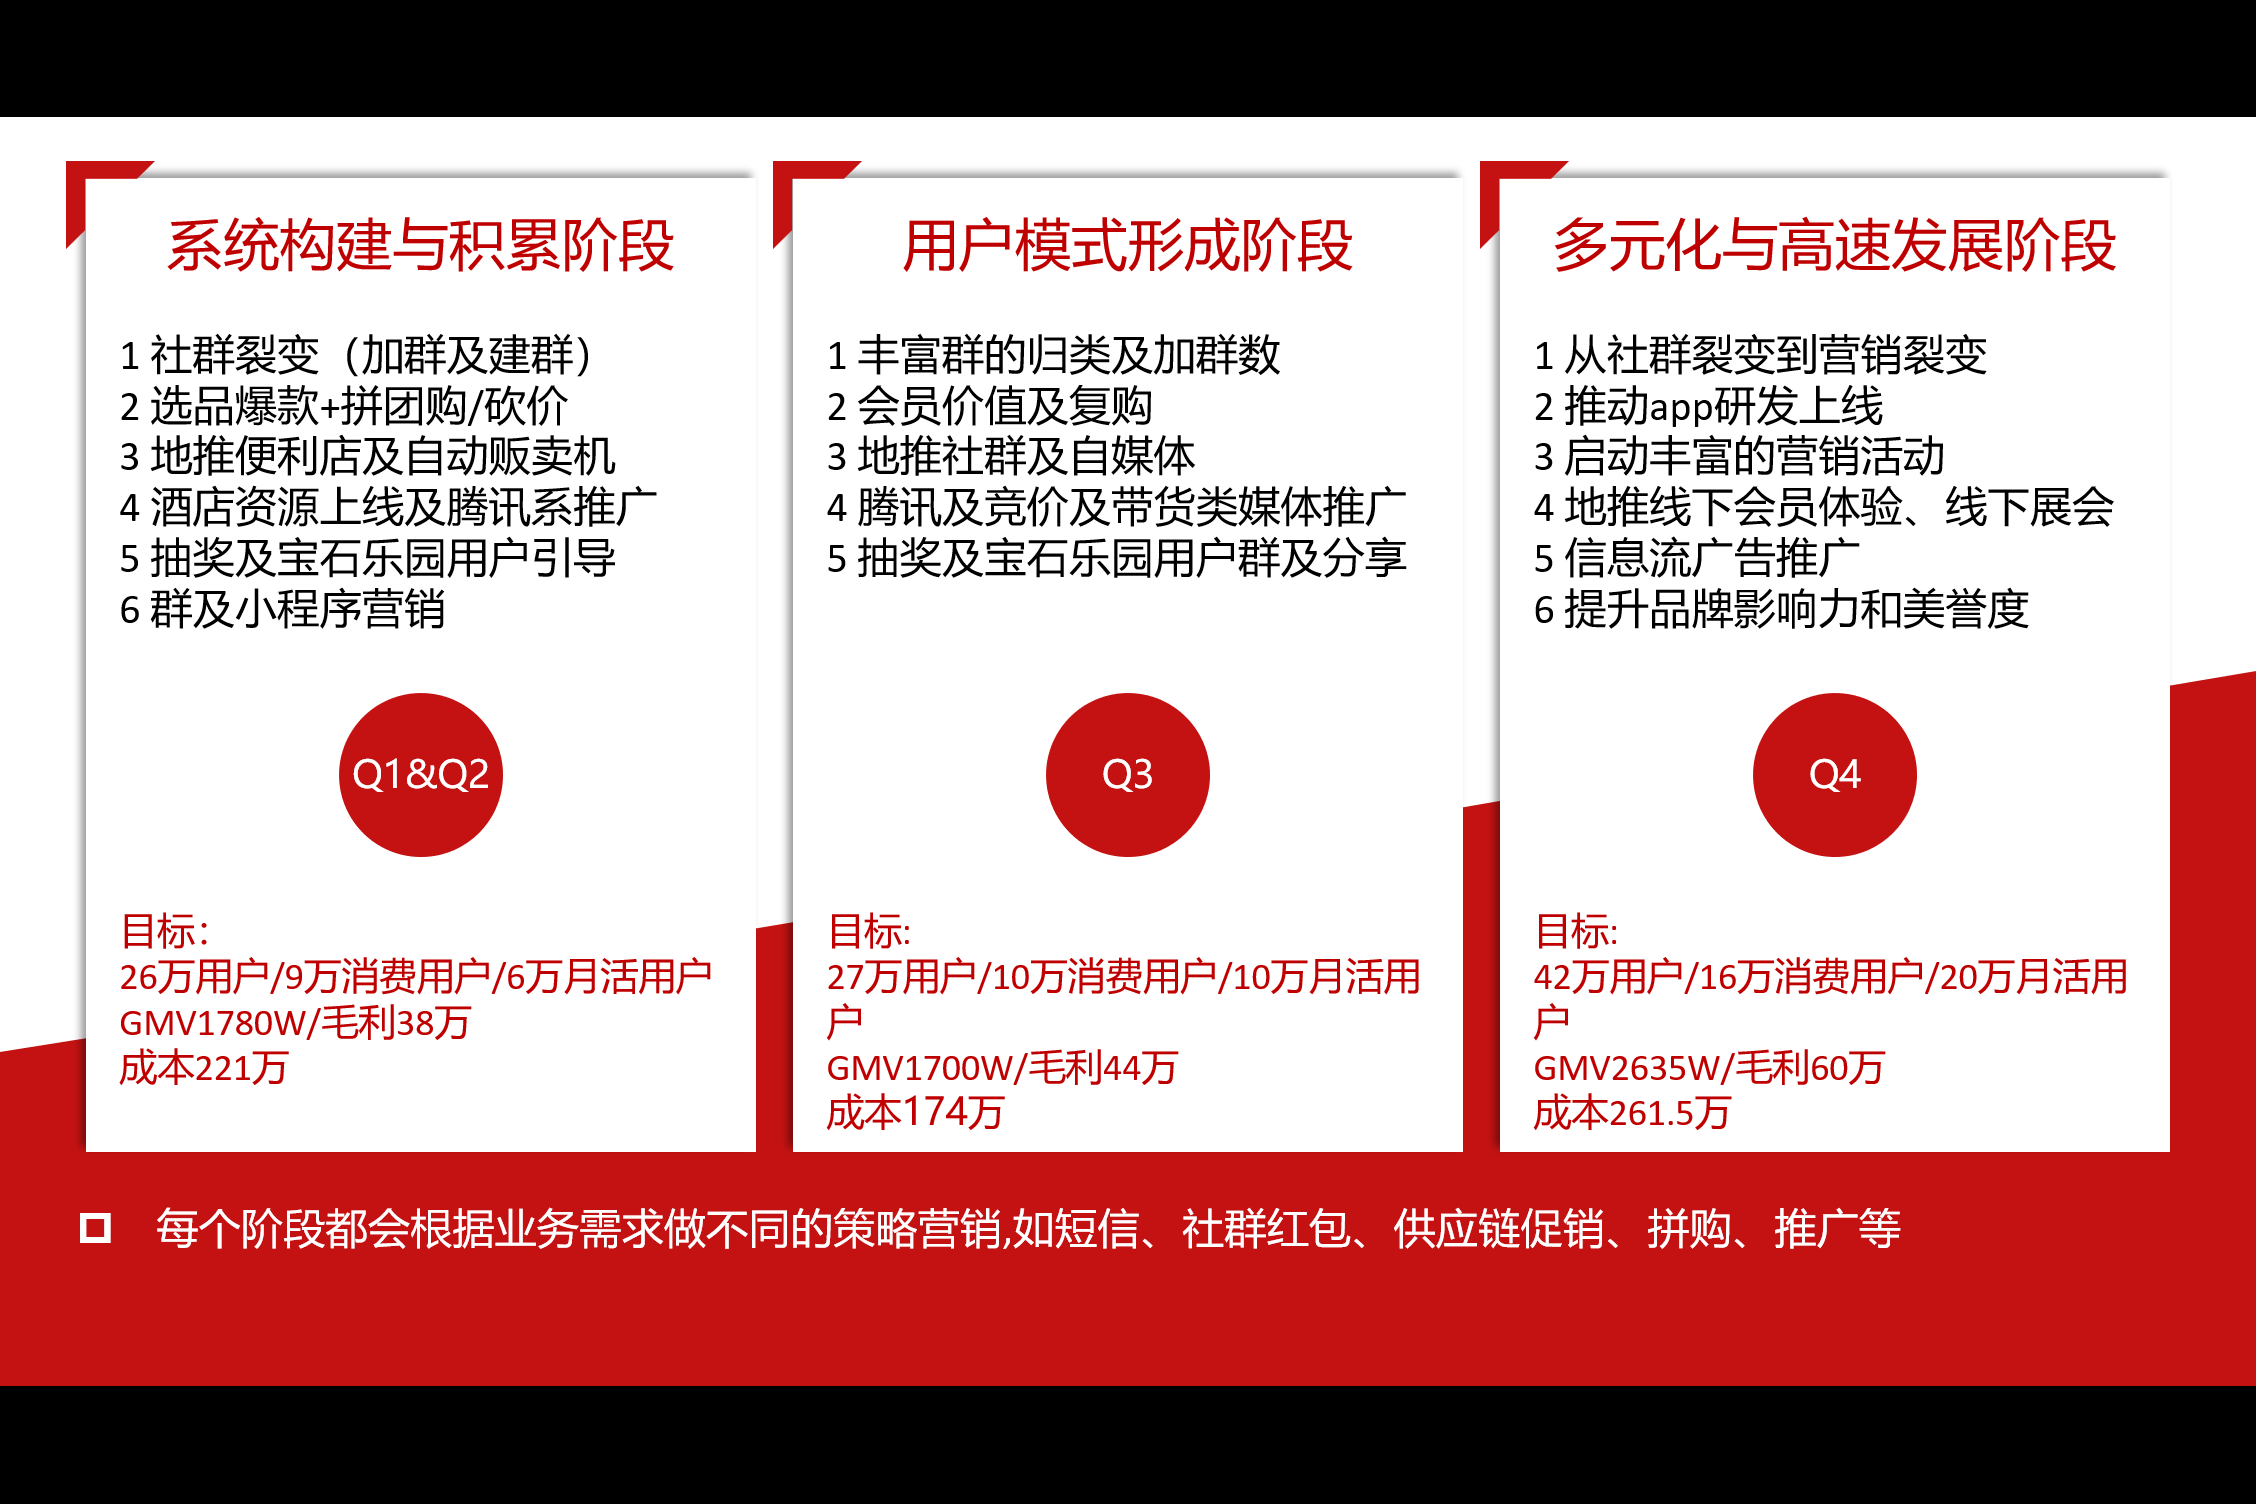 系统构建与积累阶段
1 社群裂变（加群及建群）
2 选品爆款+拼团购/砍价
3 地推便利店及自动贩卖机
4 酒店资源上线及腾讯系推广
5 抽奖及宝石乐园用户引导
6 群及小程序营销
Q1&Q2
目标：
26万用户/9万消费用户/6万月活用户
GMV1780W/毛利38万
成本221万
用户模式形成阶段
1 丰富群的归类及加群数
2 会员价值及复购
3 地推社群及自媒体
4 腾讯及竞价及带货类媒体推广
5 抽奖及宝石乐园用户群及分享
Q3
目标:
27万用户/10万消费用户/10万月活用
户
GMV1700W/毛利44万
成本174万
多元化与高速发展阶段
1 从社群裂变到营销裂变
2 推动app研发上线
3 启动丰富的营销活动
4 地推线下会员体验、线下展会
5 信息流广告推广
6 提升品牌影响力和美誉度
Q4
目标:
42万用户/16万消费用户/20万月活用
户
GMV2635W/毛利60万
成本261.5万
每个阶段都会根据业务需求做不同的策略营销,如短信、社群红包、供应链促销、拼购、推广等